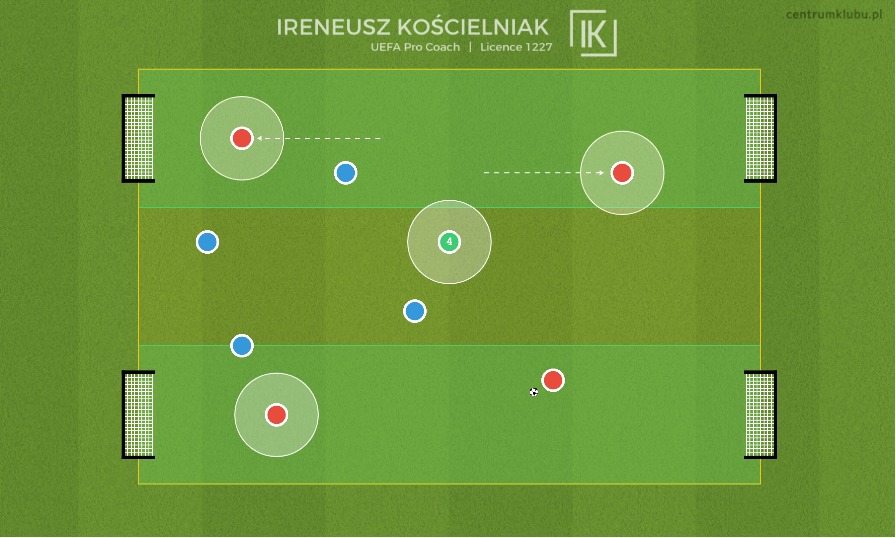 centrumklubu.pl
IRENEUSZ KOŚCIELNIAK
UEFA Pro Coach | Licence 1227
IK
4